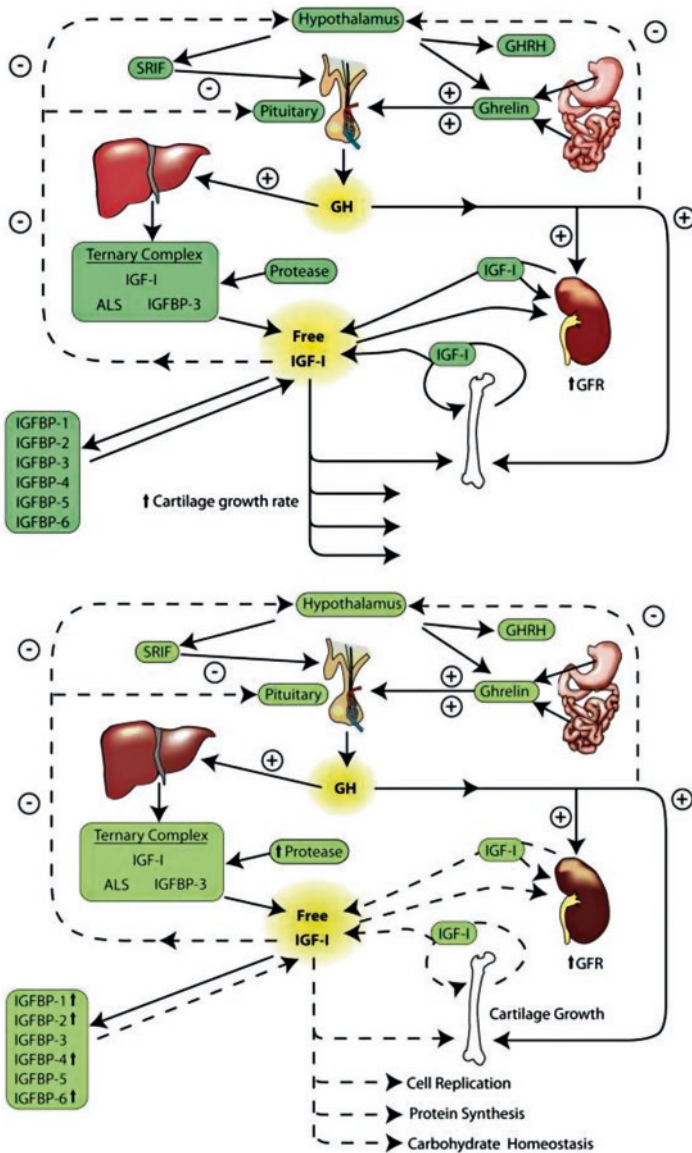 Hypothalamus
-
-
SRIF
GHRH
-
+
Pituitary
Ghrelin
+
+
GH
+
-
+
Ternary Complex
IGF-I
ALS IGFBP-3
Protease
IGF-I
Free
IGF-I
IGF-I
⬆GFR
IGFBP-1
IGFBP-2
IGFBP-3
IGFBP-4
IGFBP-5
IGFBP-6
⬆Cartilage growth rate
Hypothalamus
-
-
SRIF
GHRH
-
+
Pituitary
Ghrelin
+
+
GH
+
-
+
Ternary Complex
IGF-I
ALS IGFBP-3
⬆Protease
IGF-I
Free
IGF-I
IGF-I
⬆GFR
IGFBP-1⬆
IGFBP-2⬆
IGFBP-3
IGFBP-4⬆
IGFBP-5
IGFBP-6⬆
Cartilage Growth
Cell Replication
Protein Synthesis
Carbohydrate Homeostasis